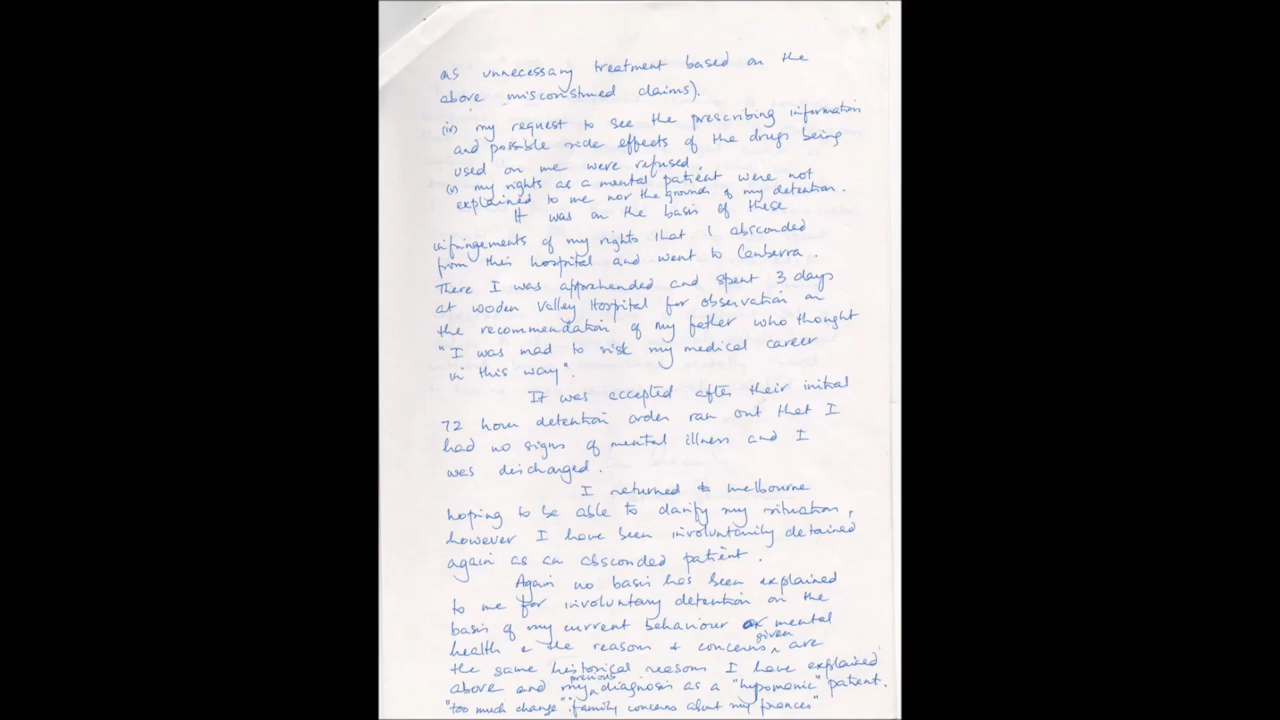 as unnecessary treatment based on the
above misconstrued claims).
(iv) my request to see the prescribing information
and possible side effects of the drugs being
used on me were refused.
(v) my rights as a mental patient were not
explained to me nor the grounds of my detention.
It was on the basis of these
infringements of my rights that I absconded
from this hospital and went to Canberra.
There I was apprehended and spent 3 days
at Woden Valley Hospital for observation on
the recommendation of my father who thought
"I was mad to risk my medical career
in this way".
It was accepted after their initial
72 hour detention order ran out that I
had no signs of mental illness and I
was discharged.
I returned to Melbourne
hoping to be able to clarify my situation,
however I have been involuntarily detained
again as an absconded patient.
Again no basis has been explained
to me for involuntary detention on the
basis of my current behaviour or mental
health & the reasons & concerns given are
the same historical reasons I have explained
above and my previous diagnosis as a "hypomanic" patient.
"too much change" "family concerns about my finances"